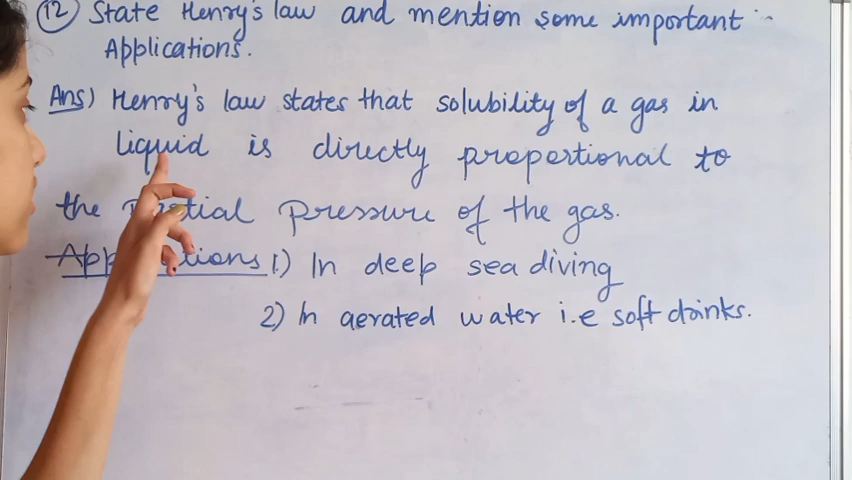 12 State Henry's law and mention some important
Applications.
Ans) Henry's law states that solubility of a gas in
liquid is directly proportional to
the partial pressure of the gas.
Applications 1.) In deep sea diving
2) In aerated water i.e soft drinks.